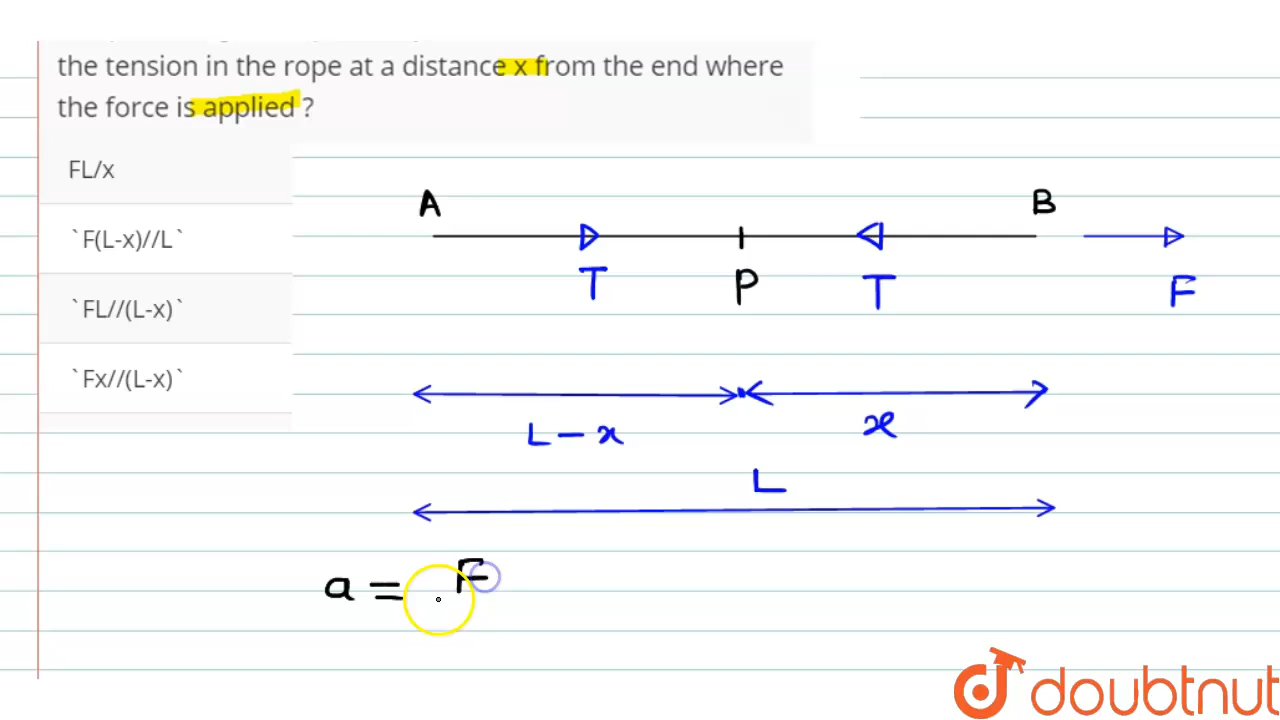 the tension in the rope at a distance x from the end where
the force is applied ?
FL/x
`F(L-x)//L`
`FL//(L-x)`
`Fx//(L-x)`
A B
T P T F
L - x x
L
a = F
doubtnut